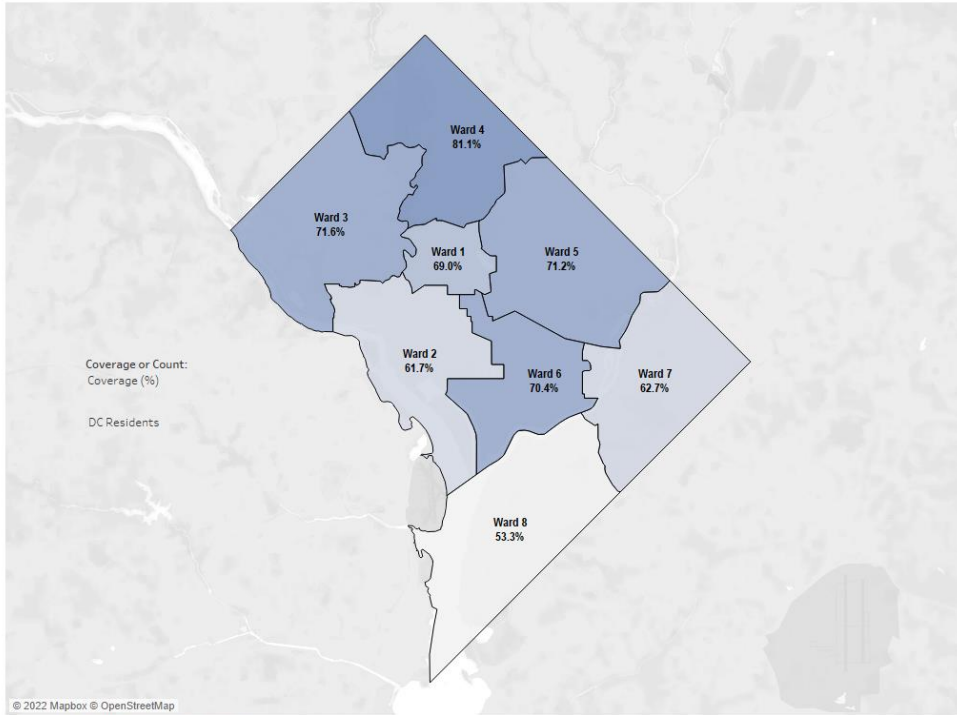 Ward 4
81.1%
Ward 3
71.6%
Ward 1
69.0%
Ward 5
71.2%
Ward 2
61.7%
Ward 6
70.4%
Ward 7
62.7%
Coverage or Count:
Coverage (%)
DC Residents
Ward 8
53.3%
© 2022 Mapbox © OpenStreetMap